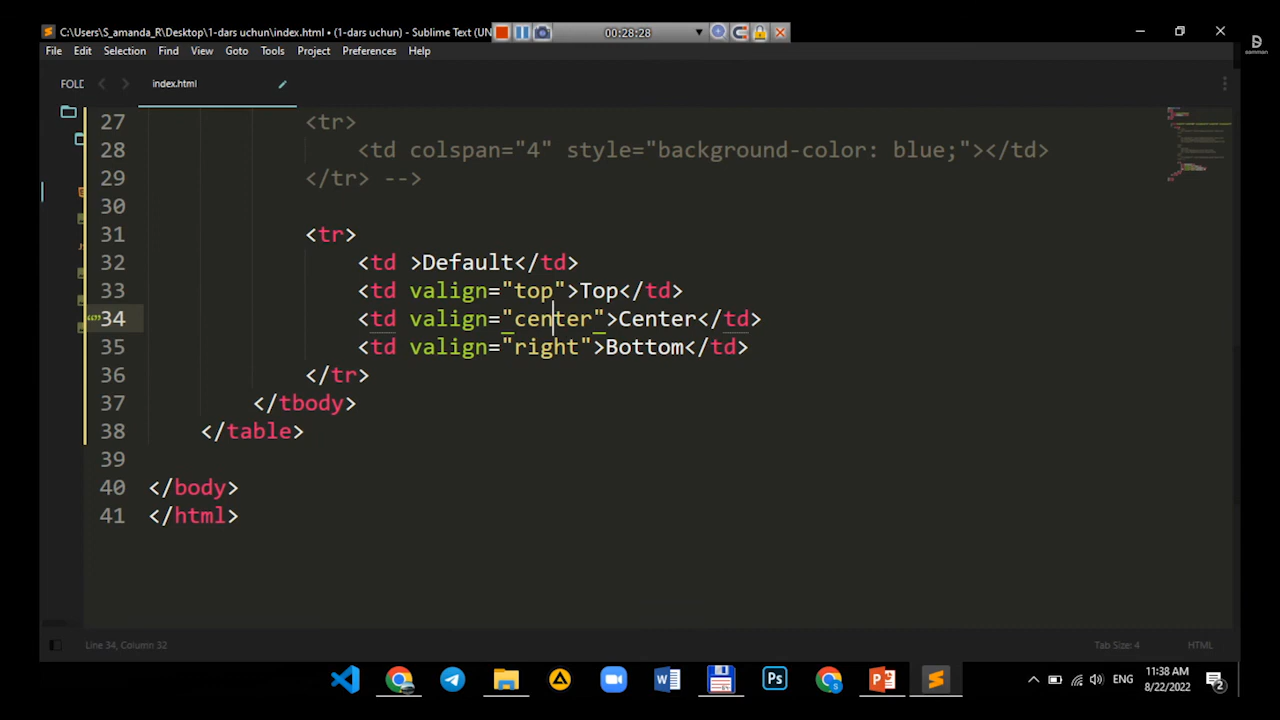 C:\Users\S_amanda_R\Desktop\1-dars uchun\index.html • (1-dars uchun) - Sublime Text (UN
00:28:28
File Edit Selection Find View Goto Tools Project Preferences Help
D
damman
FOLD
index.html
27 <tr>
28 <td colspan="4" style="background-color: blue;"></td>
29 </tr> -->
30
31 <tr>
32 <td >Default</td>
33 <td valign="top">Top</td>
34 <td valign="center">Center</td>
35 <td valign="right">Bottom</td>
36 </tr>
37 </tbody>
38 </table>
39
40 </body>
41 </html>
Line 34, Column 32
Tab Size: 4
HTML
W
Ps
S
P
ENG
11:38 AM
8/22/2022
2